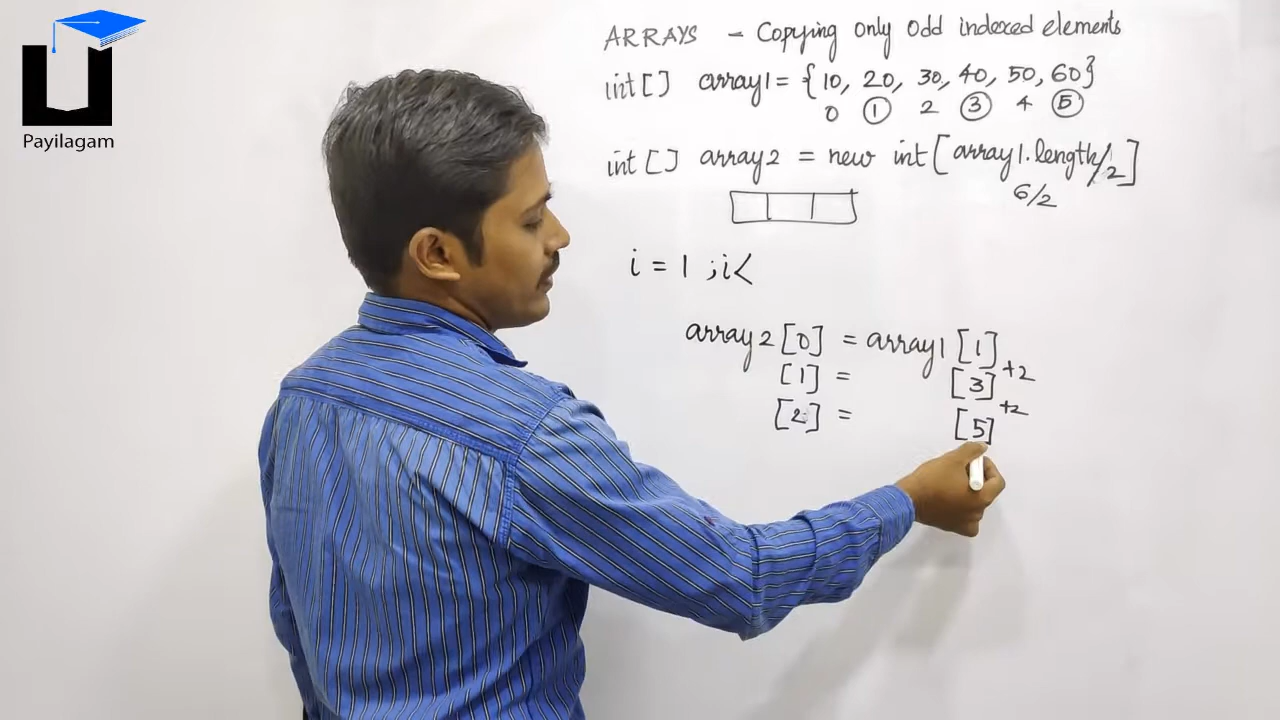 Payilagam
ARRAYS - Copying only odd indexed elements
int[] array1 = {10, 20, 30, 40, 50, 60}
0 1 2 3 4 5
int[] array2 = new int[array1.length/2]
6/2
i = 1 ; i<
array2[0] = array1[1]
+2
[1] = [3]
+2
[2] = [5]